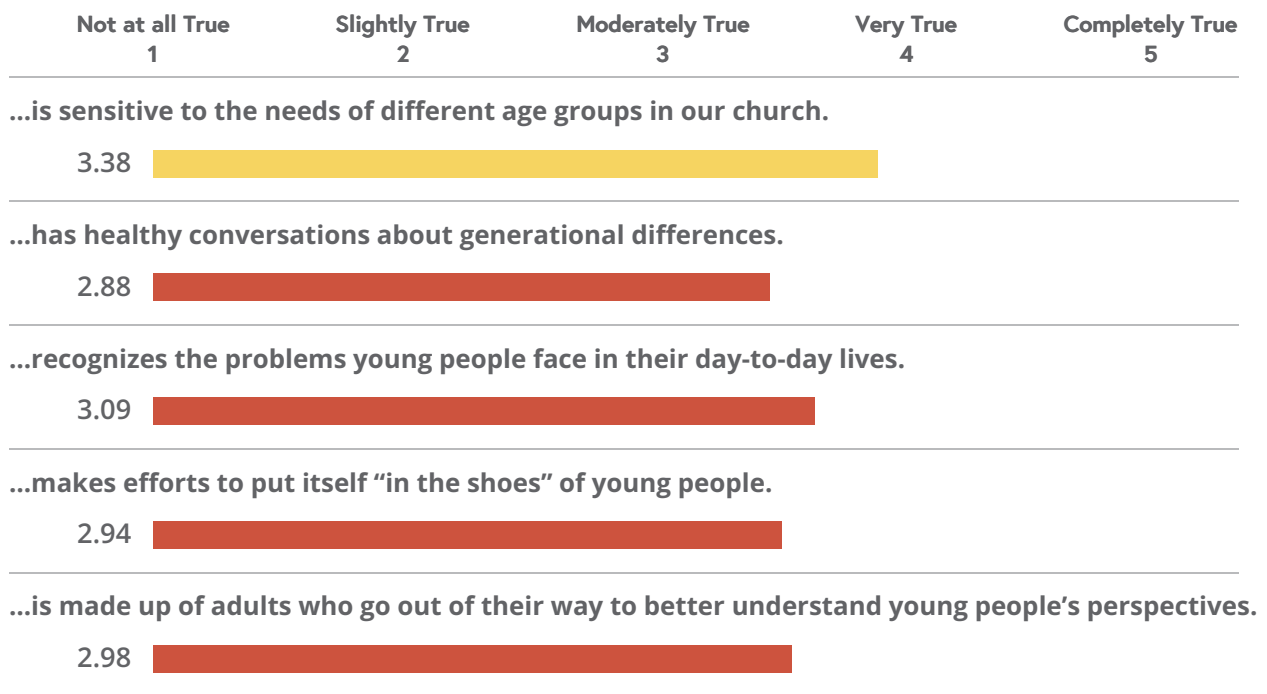 Not at all True Slightly True Moderately True Very True Completely True
1 2 3 4 5
...is sensitive to the needs of different age groups in our church.
3.38
...has healthy conversations about generational differences.
2.88
...recognizes the problems young people face in their day-to-day lives.
3.09
...makes efforts to put itself “in the shoes” of young people.
2.94
...is made up of adults who go out of their way to better understand young people’s perspectives.
2.98